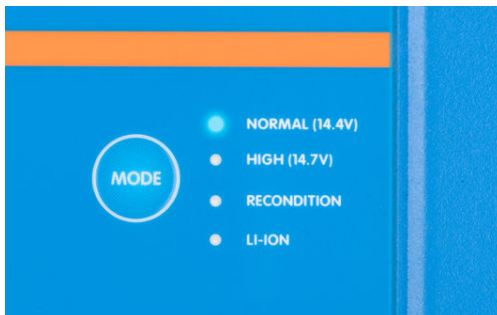 NORMAL (14.4V)
HIGH (14.7V)
MODE
RECONDITION
LI-ION